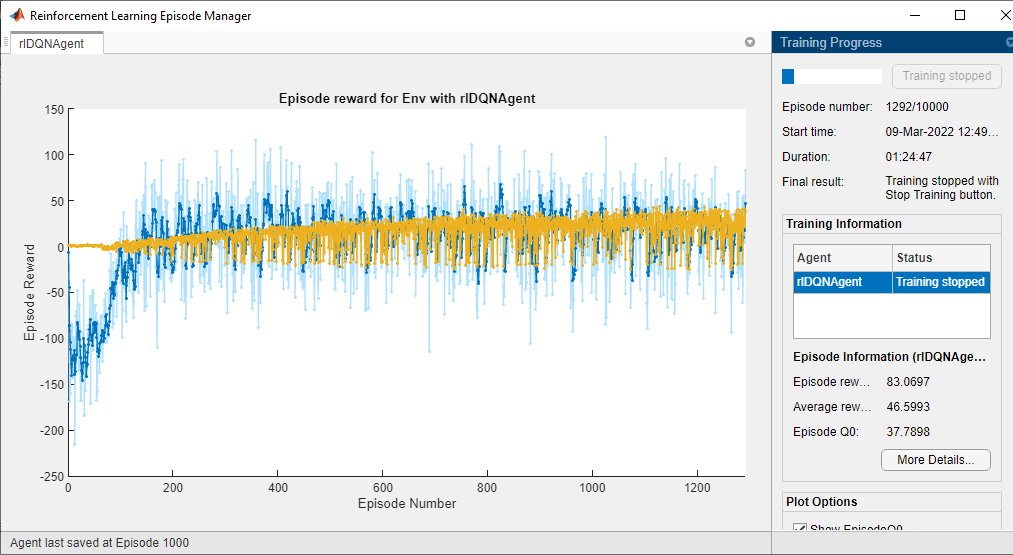 Reinforcement Learning Episode Manager
rlDQNAgent
Training Progress
Training stopped
Episode number: 1292/10000
Start time: 09-Mar-2022 12:49...
Duration: 01:24:47
Final result: Training stopped with
Stop Training button.
Training Information
Agent Status
rlDQNAgent Training stopped
Episode Information (rlDQNAge...
Episode rew... 83.0697
Average rew... 46.5993
Episode Q0: 37.7898
More Details...
Plot Options
Show EpisodeQ0
Episode reward for Env with rlDQNAgent
Episode Reward
150
100
50
0
-50
-100
-150
-200
-250
0 200 400 600 800 1000 1200
Episode Number
Agent last saved at Episode 1000